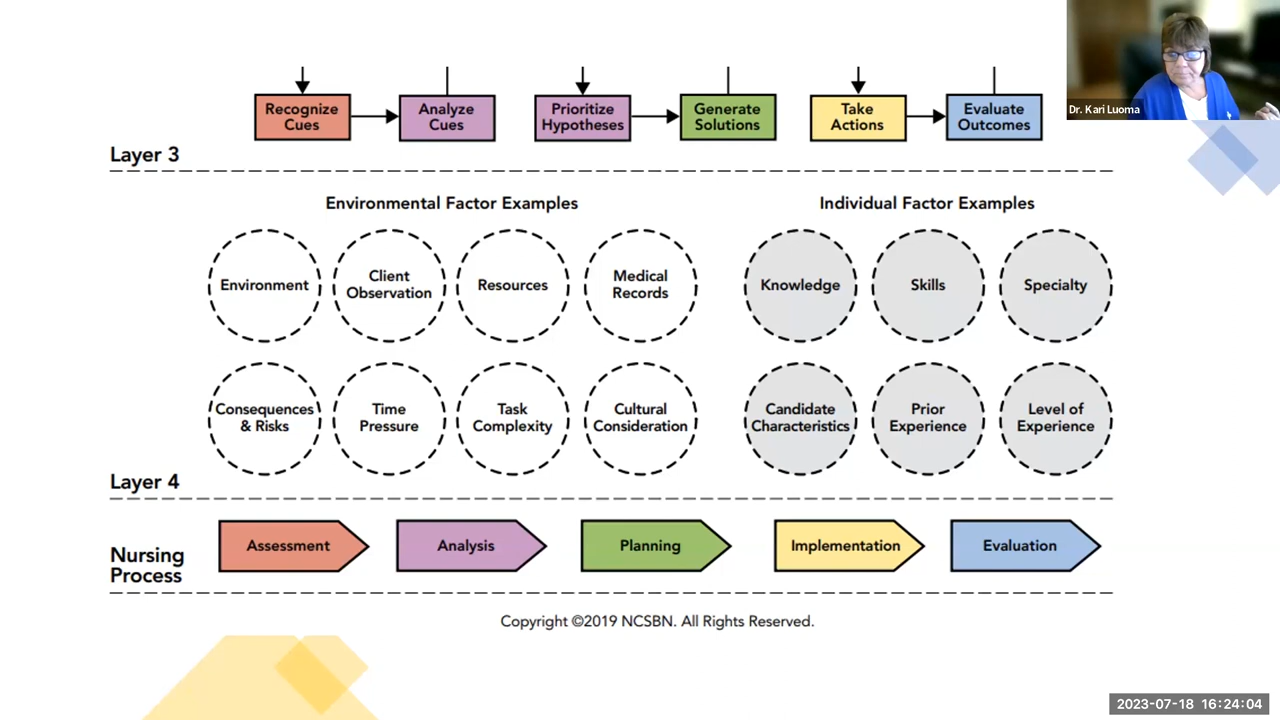 Dr. Kari Luoma
Recognize
Cues
Analyze
Cues
Prioritize
Hypotheses
Generate
Solutions
Take
Actions
Evaluate
Outcomes
Layer 3
Environmental Factor Examples
Individual Factor Examples
Environment
Client
Observation
Resources
Medical
Records
Knowledge
Skills
Specialty
Consequences
& Risks
Time
Pressure
Task
Complexity
Cultural
Consideration
Candidate
Characteristics
Prior
Experience
Level of
Experience
Layer 4
Nursing
Process
Assessment
Analysis
Planning
Implementation
Evaluation
Copyright ©2019 NCSBN. All Rights Reserved.
2023-07-18 16:24:04